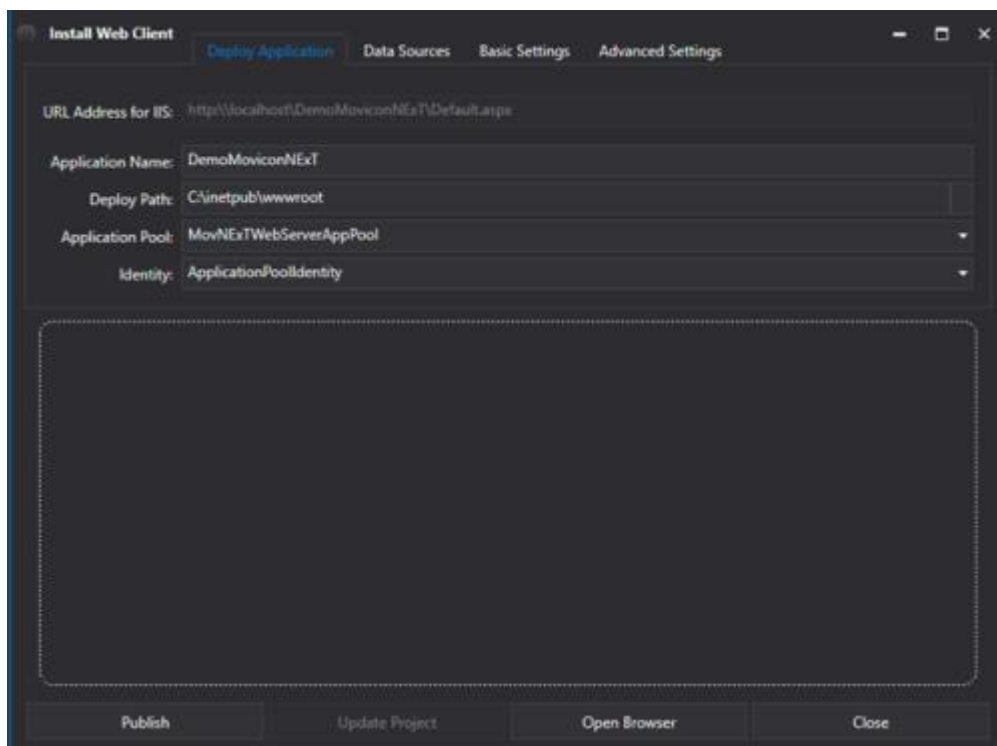 Install Web Client
Deploy Application Data Sources Basic Settings Advanced Settings
URL Address for IIS: http:\\localhost\DemoMoviconNExT\Default.aspx
Application Name: DemoMoviconNExT
Deploy Path: C:\inetpub\wwwroot
Application Pool: MovNExTWebServerAppPool
Identity: ApplicationPoolIdentity
Publish Update Project Open Browser Close